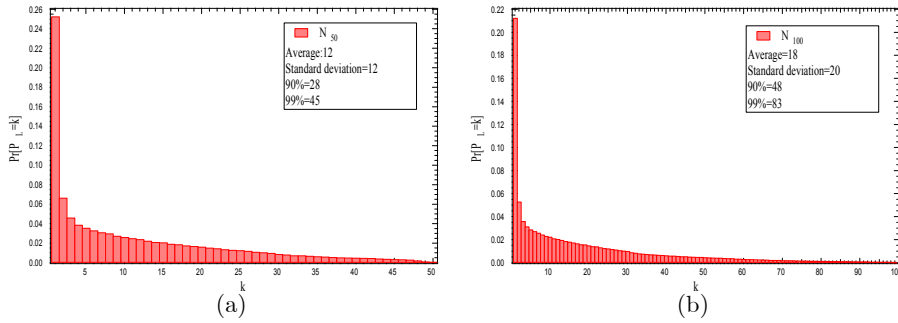 0.26
0.24
0.22
0.20
0.18
0.16
0.14
0.12
0.10
0.08
0.06
0.04
0.02
0.00
Pr[P L =k]
N 50
Average:12
Standard deviation=12
90%=28
99%=45
5 10 15 20 25 30 35 40 45 50
k
(a)
0.22
0.20
0.18
0.16
0.14
0.12
0.10
0.08
0.06
0.04
0.02
0.00
Pr[P L =k]
N 100
Average=18
Standard deviation=20
90%=48
99%=83
10 20 30 40 50 60 70 80 90 100
k
(b)